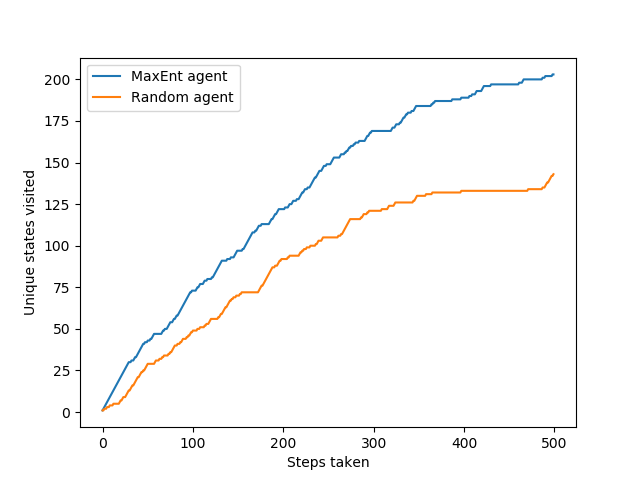 MaxEnt agent
Random agent
200
175
150
125
100
75
50
25
0
Unique states visited
0 100 200 300 400 500
Steps taken